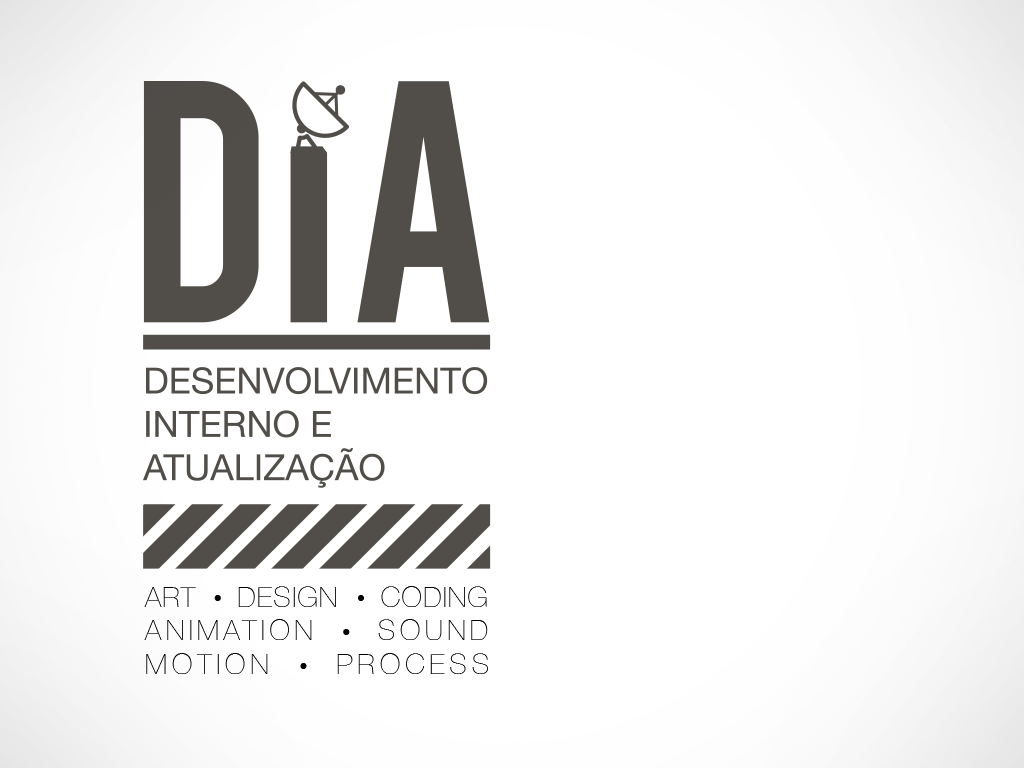 DiA
DESENVOLVIMENTO
INTERNO E
ATUALIZAÇÃO
ART • DESIGN • CODING
ANIMATION • SOUND
MOTION • PROCESS